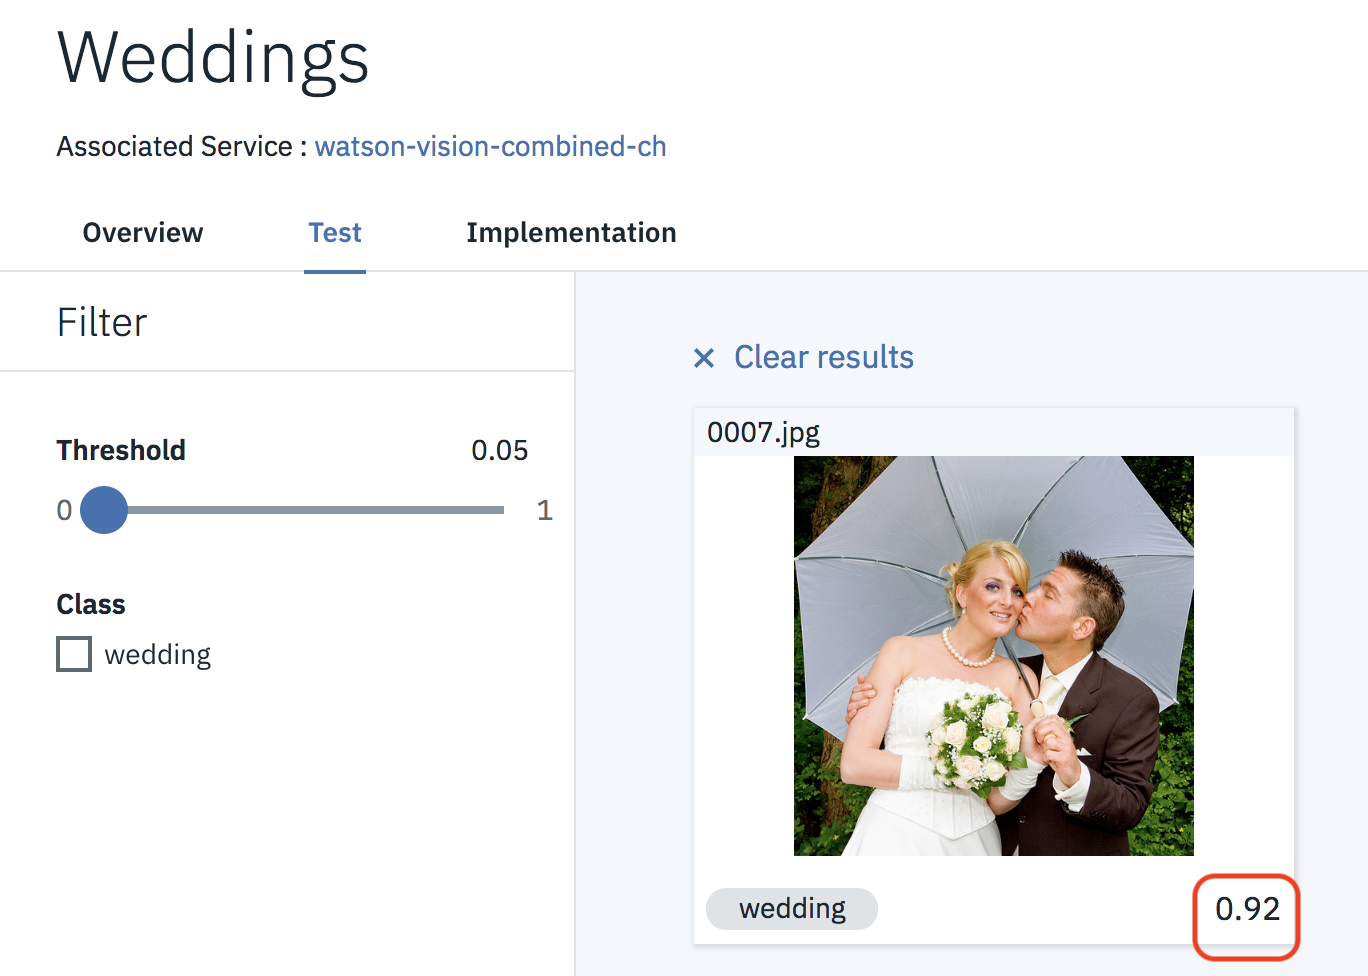 Weddings
Associated Service : watson-vision-combined-ch
Overview Test Implementation
Filter
Threshold 0.05
0 1
Class
wedding
Clear results
0007.jpg
wedding 0.92